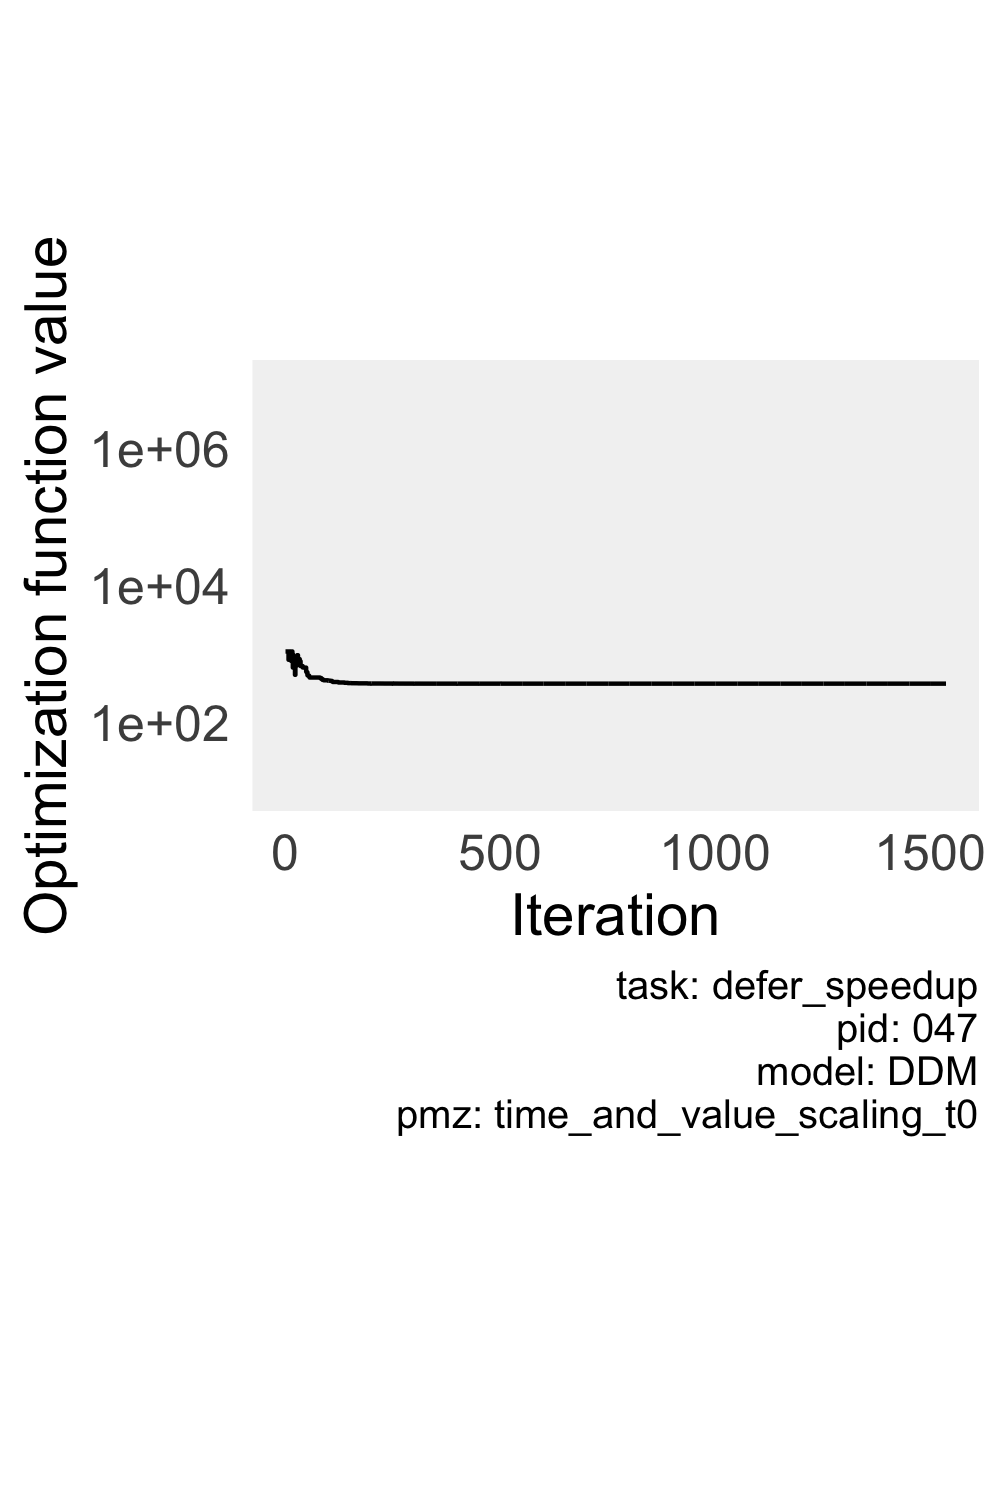 Optimization function value
1e+06
1e+04
1e+02
0 500 1000 1500
Iteration
task: defer_speedup
pid: 047
model: DDM
pmz: time_and_value_scaling_t0